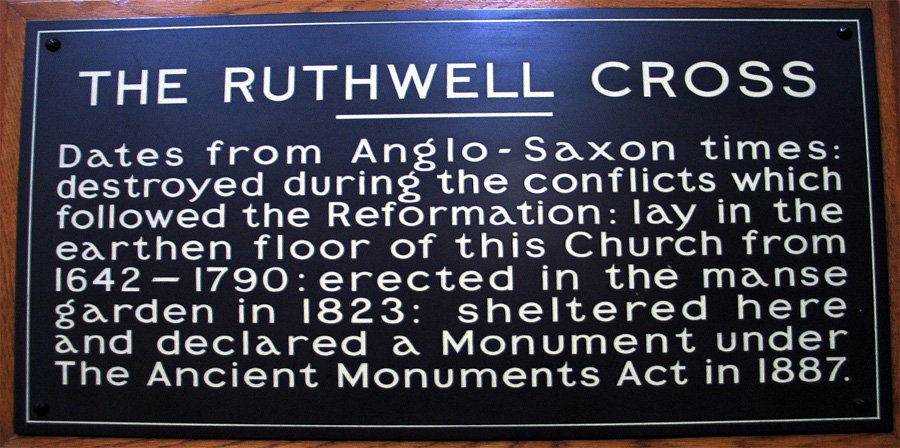 THE RUTHWELL CROSS
Dates from Anglo-Saxon times:
destroyed during the conflicts which
followed the Reformation: lay in the
earthen floor of this Church from
1642 – 1790: erected in the manse
garden in 1823: sheltered here
and declared a Monument under
The Ancient Monuments Act in 1887.